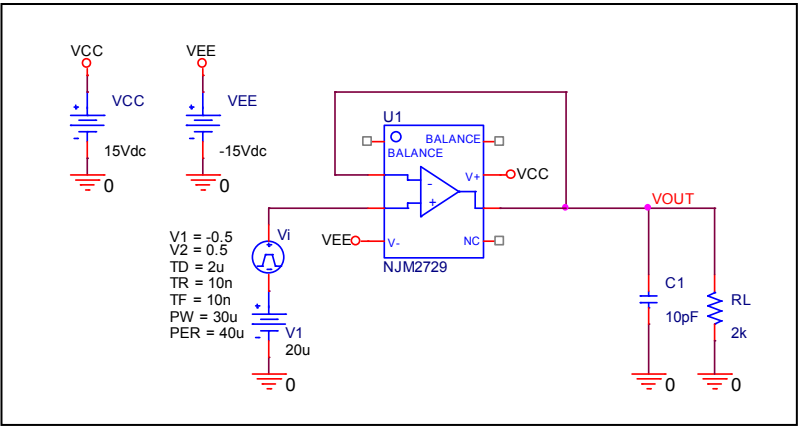 VCC
VEE
VCC
VEE
15Vdc
-15Vdc
0
0
U1
BALANCE
BALANCE
V+
VCC
-
+
VEE
V-
NC
NJM2729
VOUT
V1 = -0.5
V2 = 0.5
TD = 2u
TR = 10n
TF = 10n
PW = 30u
PER = 40u
Vi
V1
20u
0
C1
10pF
0
RL
2k
0